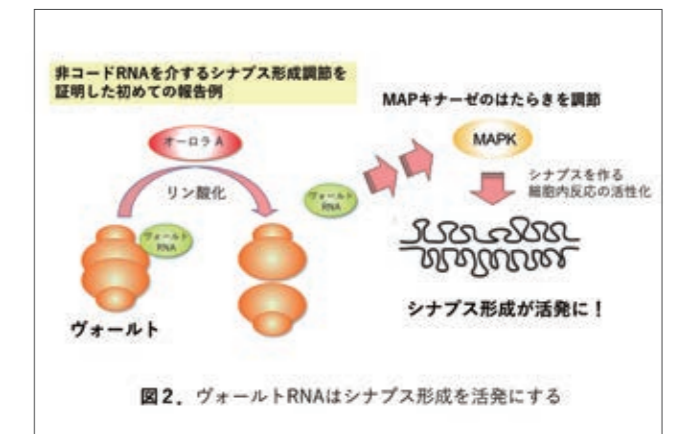 非コードRNAを介するシナプス形成調節を
証明した初めての報告例
オーロラ A
リン酸化
ヴォールト
RNA
ヴォールト
ヴォールト
RNA
MAPキナーゼのはたらきを調節
MAPK
シナプスを作る
細胞内反応の活性化
シナプス形成が活発に！
図2．ヴォールトRNAはシナプス形成を活発にする